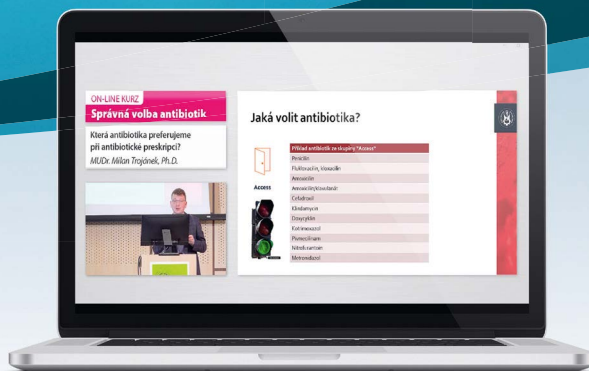 ON-LINE KURZ
Správná volba antibiotik
Která antibiotika preferujeme
při antibiotické preskripci?
MUDr. Milan Trojánek, Ph.D.
Jaká volit antibiotika?
Access
Příklad antibiotik ze skupiny "Access"
Penicilin
Flukloxacilin, kloxacilin
Amoxicilin
Amoxicilin/klavulanát
Cefadroxil
Klindamycin
Doxycyklin
Kotrimoxazol
Pivmecilinam
Nitrofurantoin
Metronidazol